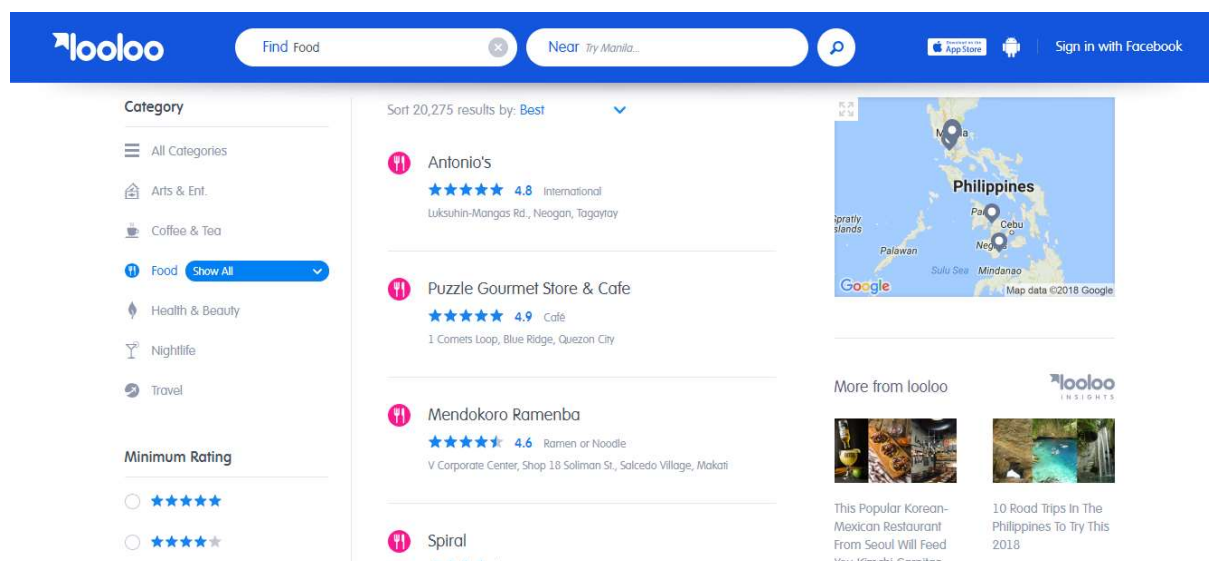 looloo
Find Food
Near Try Manila...
Download on the
App Store
Sign in with Facebook
Category
All Categories
Arts & Ent.
Coffee & Tea
Food Show All
Health & Beauty
Nightlife
Travel
Minimum Rating
Sort 20,275 results by: Best
Antonio's
4.8 International
Luksuhin-Mangas Rd., Neogan, Tagaytay
Puzzle Gourmet Store & Cafe
4.9 Café
1 Comets Loop, Blue Ridge, Quezon City
Mendokoro Ramenba
4.6 Ramen or Noodle
V Corporate Center, Shop 18 Soliman St., Salcedo Village, Makati
Spiral
Philippines
Cebu
Palawan
Sulu Sea
Mindanao
Google
Map data ©2018 Google
More from looloo
looloo
INSIGHTS
This Popular Korean-
Mexican Restaurant
From Seoul Will Feed
10 Road Trips In The
Philippines To Try This
2018